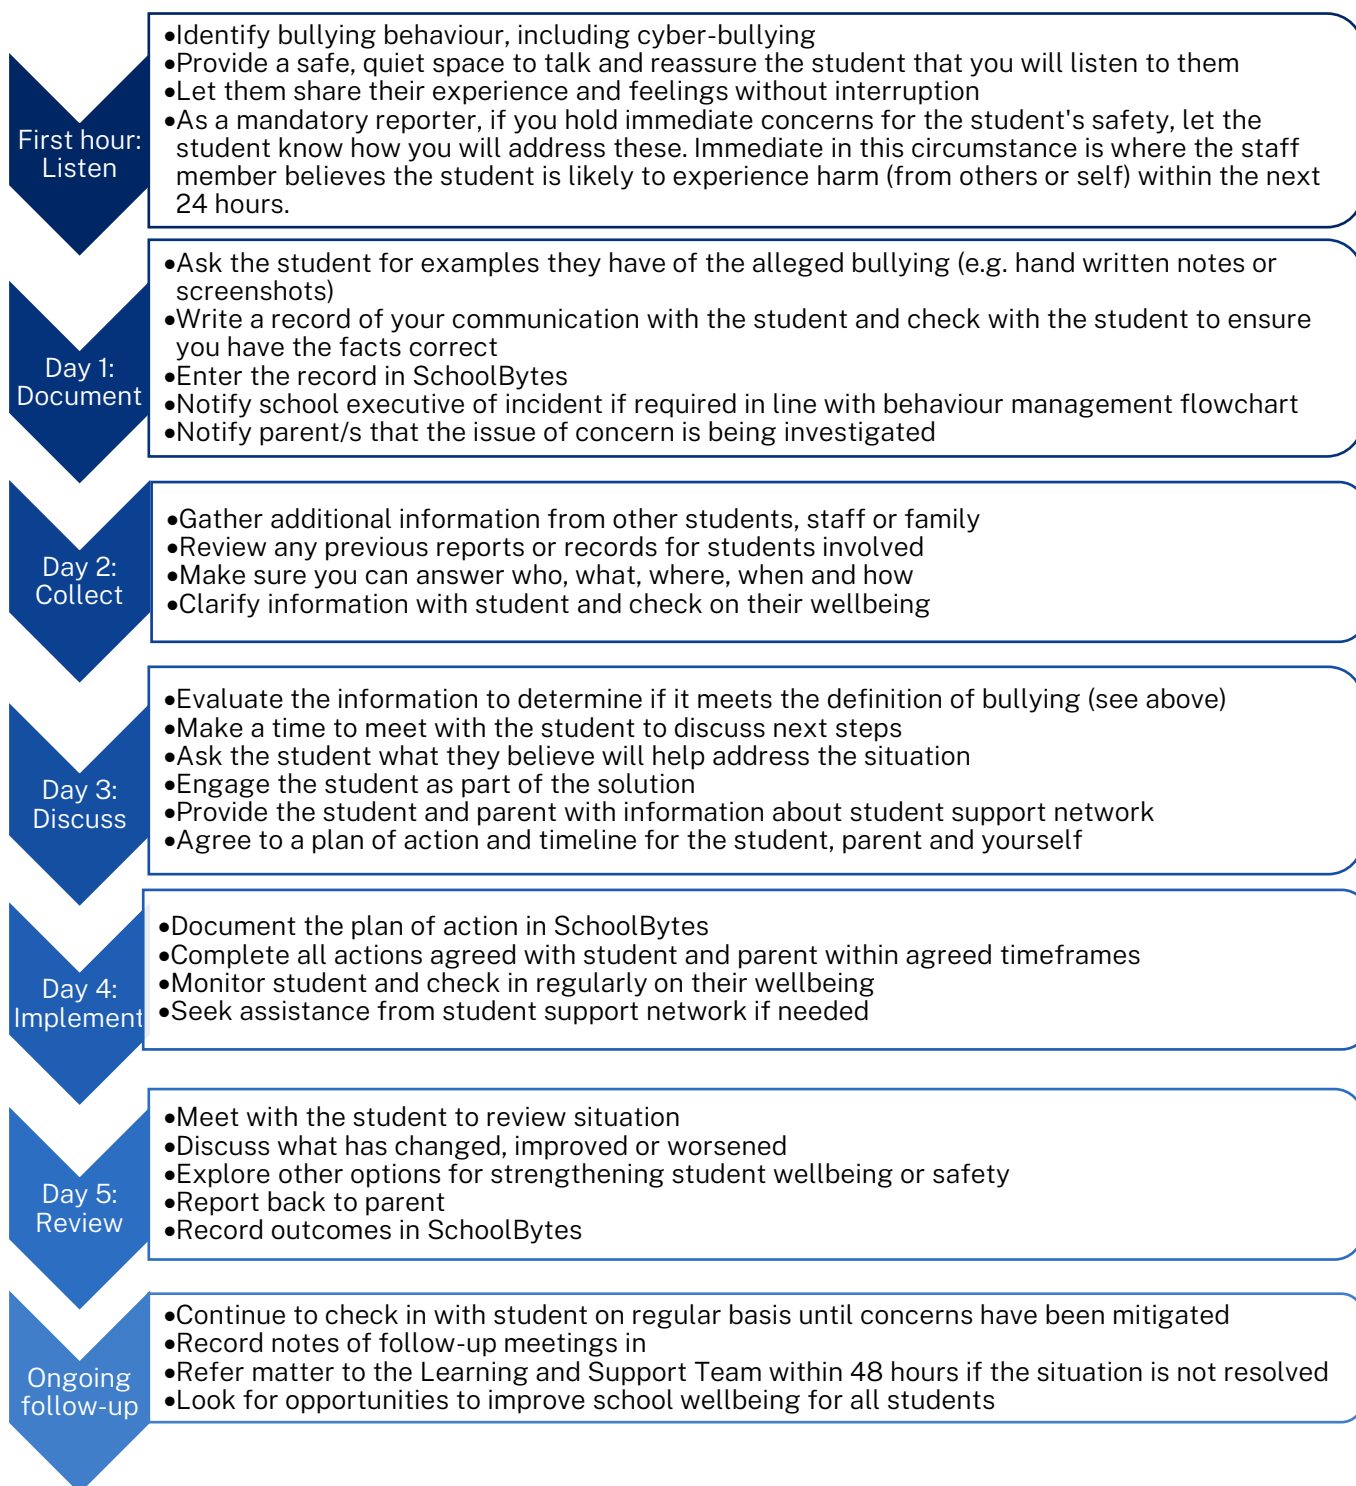 First hour:
Listen
•Identify bullying behaviour, including cyber-bullying
•Provide a safe, quiet space to talk and reassure the student that you will listen to them
•Let them share their experience and feelings without interruption
•As a mandatory reporter, if you hold immediate concerns for the student's safety, let the
student know how you will address these. Immediate in this circumstance is where the staff
member believes the student is likely to experience harm (from others or self) within the next
24 hours.
Day 1:
Document
•Ask the student for examples they have of the alleged bullying (e.g. hand written notes or
screenshots)
•Write a record of your communication with the student and check with the student to ensure
you have the facts correct
•Enter the record in SchoolBytes
•Notify school executive of incident if required in line with behaviour management flowchart
•Notify parent/s that the issue of concern is being investigated
Day 2:
Collect
•Gather additional information from other students, staff or family
•Review any previous reports or records for students involved
•Make sure you can answer who, what, where, when and how
•Clarify information with student and check on their wellbeing
Day 3:
Discuss
•Evaluate the information to determine if it meets the definition of bullying (see above)
•Make a time to meet with the student to discuss next steps
•Ask the student what they believe will help address the situation
•Engage the student as part of the solution
•Provide the student and parent with information about student support network
•Agree to a plan of action and timeline for the student, parent and yourself
Day 4:
Implement
•Document the plan of action in SchoolBytes
•Complete all actions agreed with student and parent within agreed timeframes
•Monitor student and check in regularly on their wellbeing
•Seek assistance from student support network if needed
Day 5:
Review
•Meet with the student to review situation
•Discuss what has changed, improved or worsened
•Explore other options for strengthening student wellbeing or safety
•Report back to parent
•Record outcomes in SchoolBytes
Ongoing
follow-up
•Continue to check in with student on regular basis until concerns have been mitigated
•Record notes of follow-up meetings in
•Refer matter to the Learning and Support Team within 48 hours if the situation is not resolved
•Look for opportunities to improve school wellbeing for all students